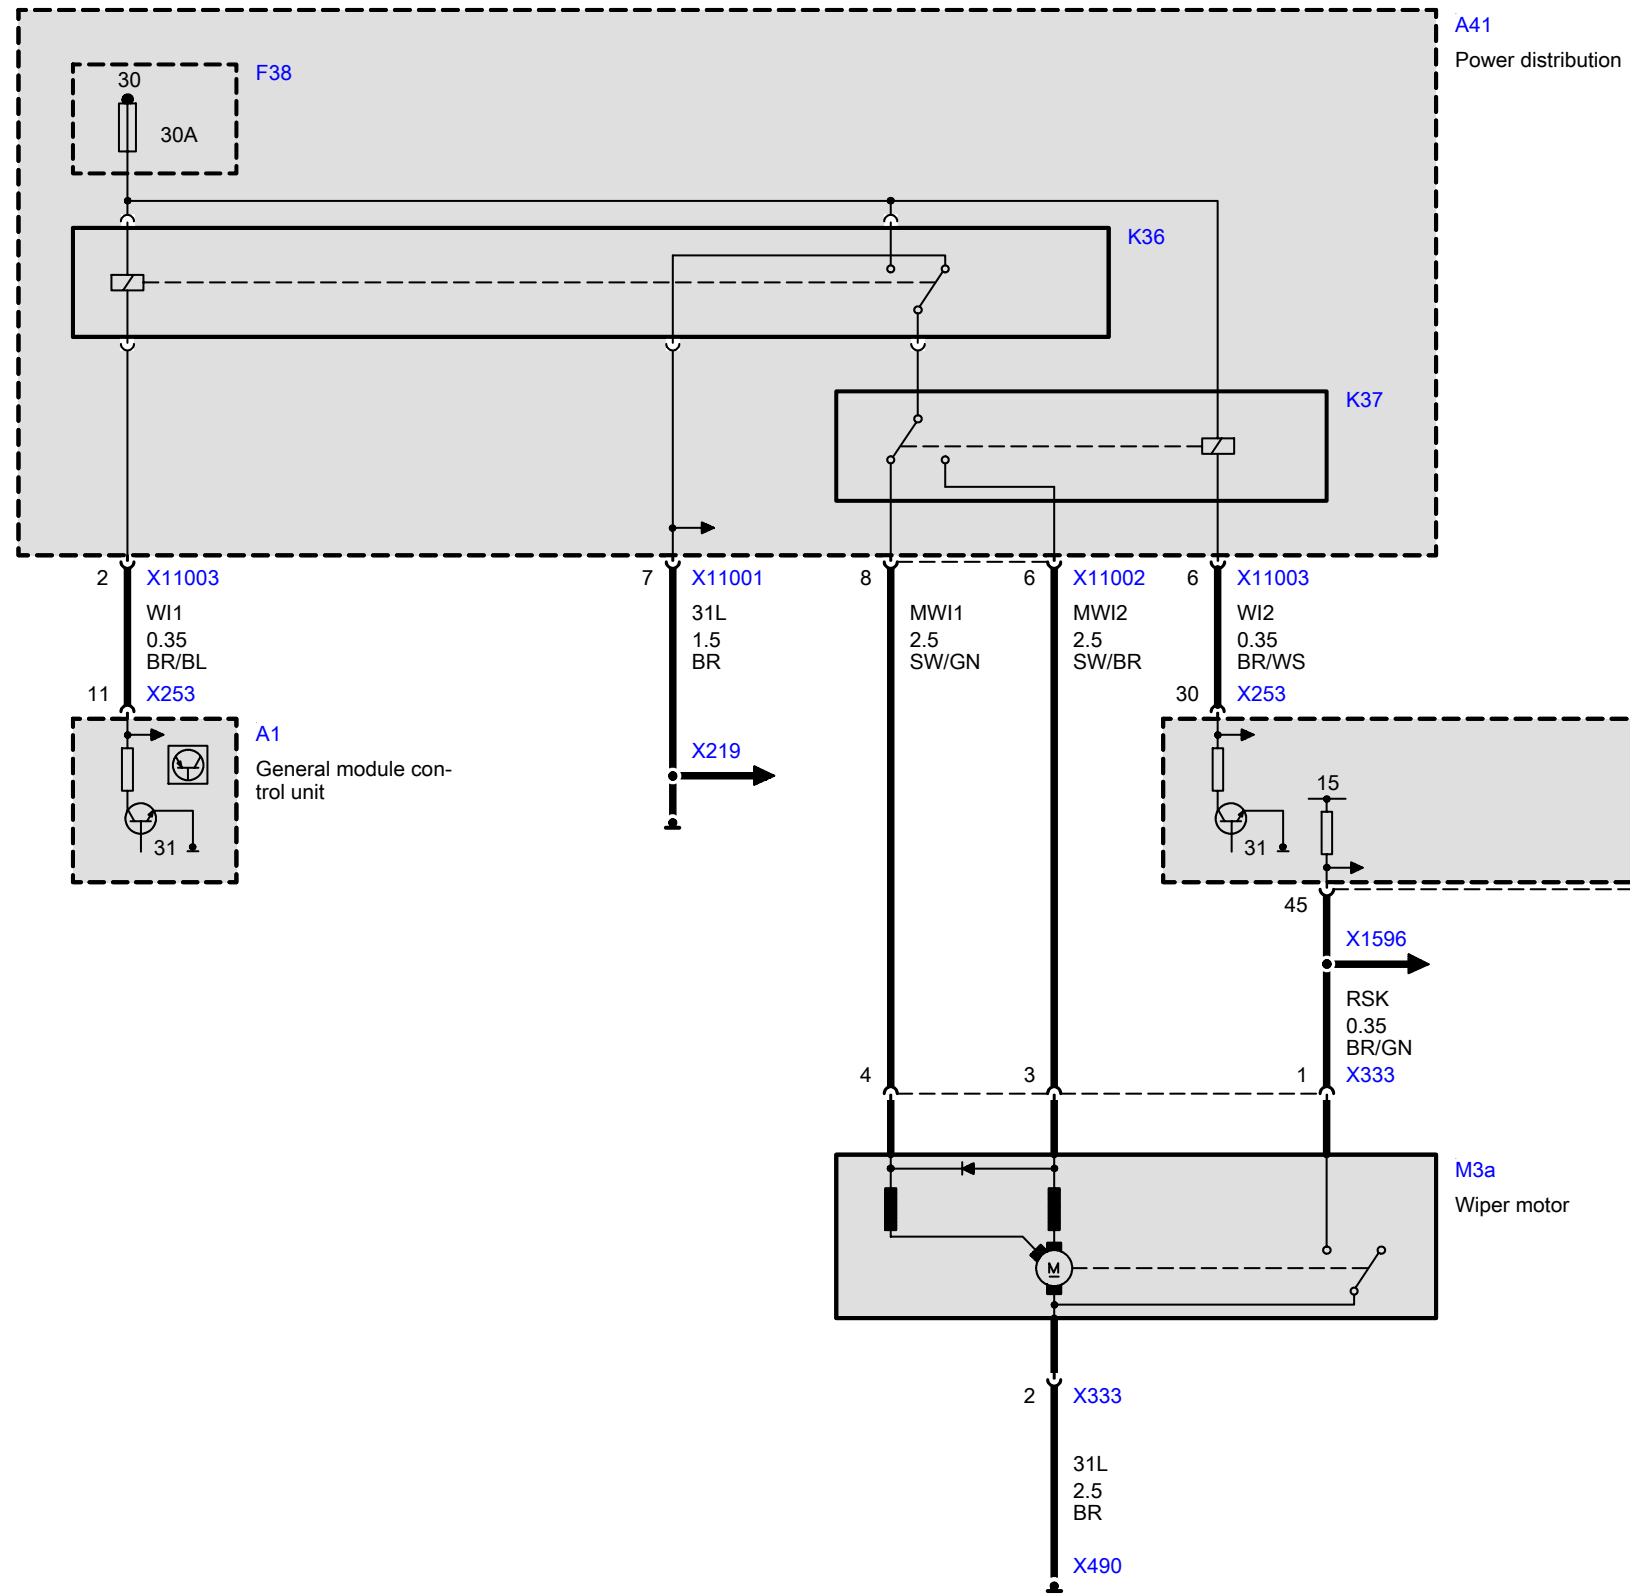 A41
Power distribution
30
F38
30A
K36
K37
2 X11003
7 X11001
8
6 X11002
6 X11003
WI1
0.35
BR/BL
31L
1.5
BR
MWI1
2.5
SW/GN
MWI2
2.5
SW/BR
WI2
0.35
BR/WS
11 X253
30 X253
A1
General module con-
trol unit
31
X219
15
31
45
X1596
RSK
0.35
BR/GN
4
3
1 X333
M3a
Wiper motor
M
2 X333
31L
2.5
BR
X490